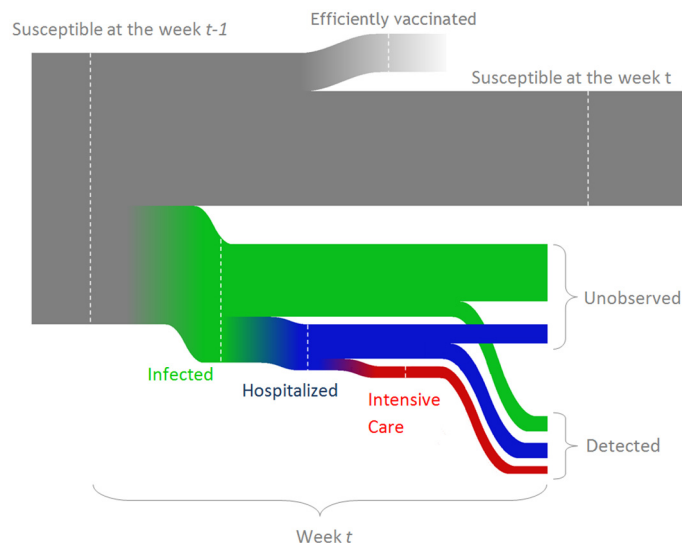 Efficiently vaccinated
Susceptible at the week t-1
Susceptible at the week t
Unobserved
Infected
Hospitalized
Intensive
Care
Detected
Week t